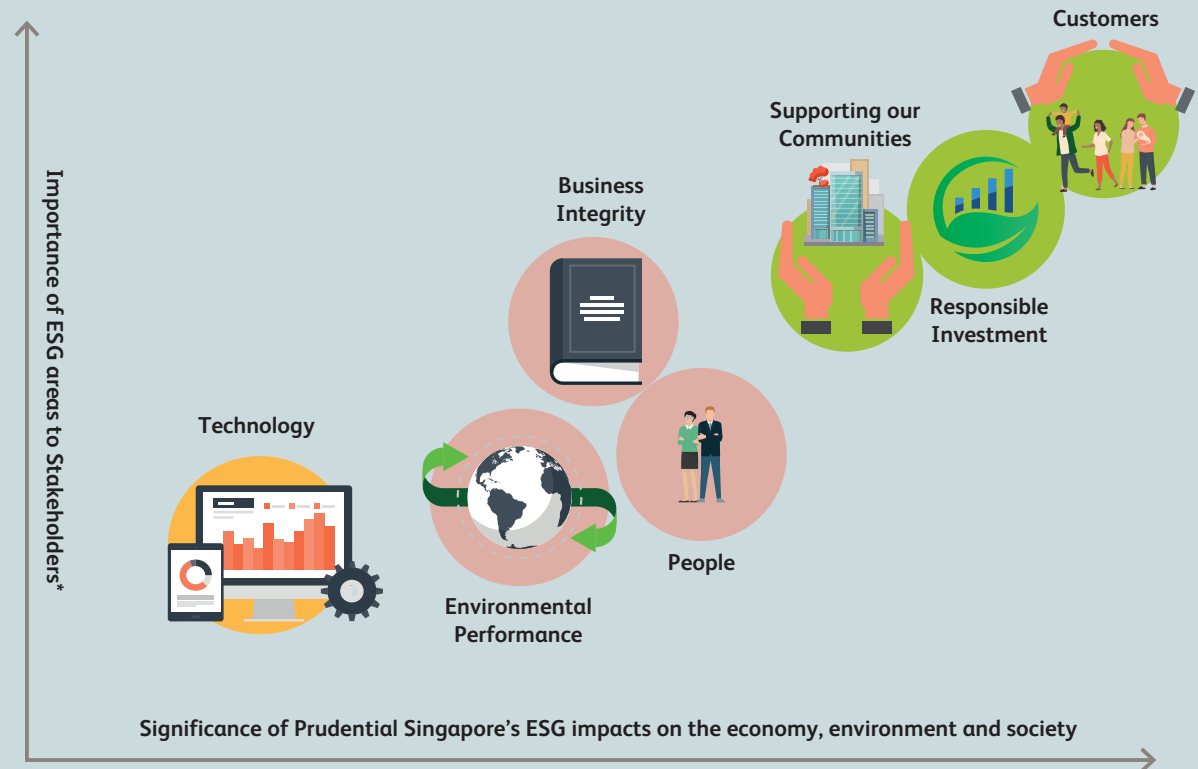 Customers
Supporting our
Communities
Business
Integrity
Responsible
Investment
Technology
People
Environmental
Performance
Importance of ESG areas to Stakeholders*
Significance of Prudential Singapore’s ESG impacts on the economy, environment and society